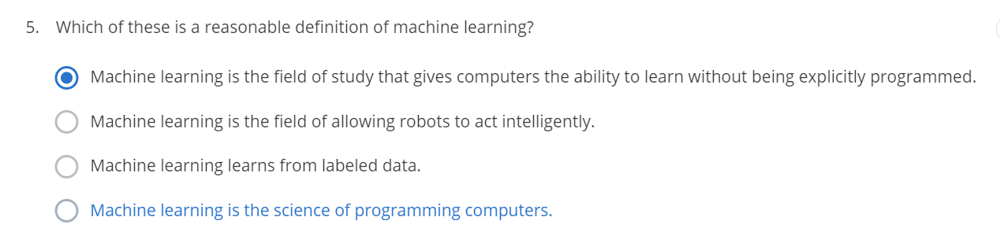 5. Which of these is a reasonable definition of machine learning?
Machine learning is the field of study that gives computers the ability to learn without being explicitly programmed.
Machine learning is the field of allowing robots to act intelligently.
Machine learning learns from labeled data.
Machine learning is the science of programming computers.